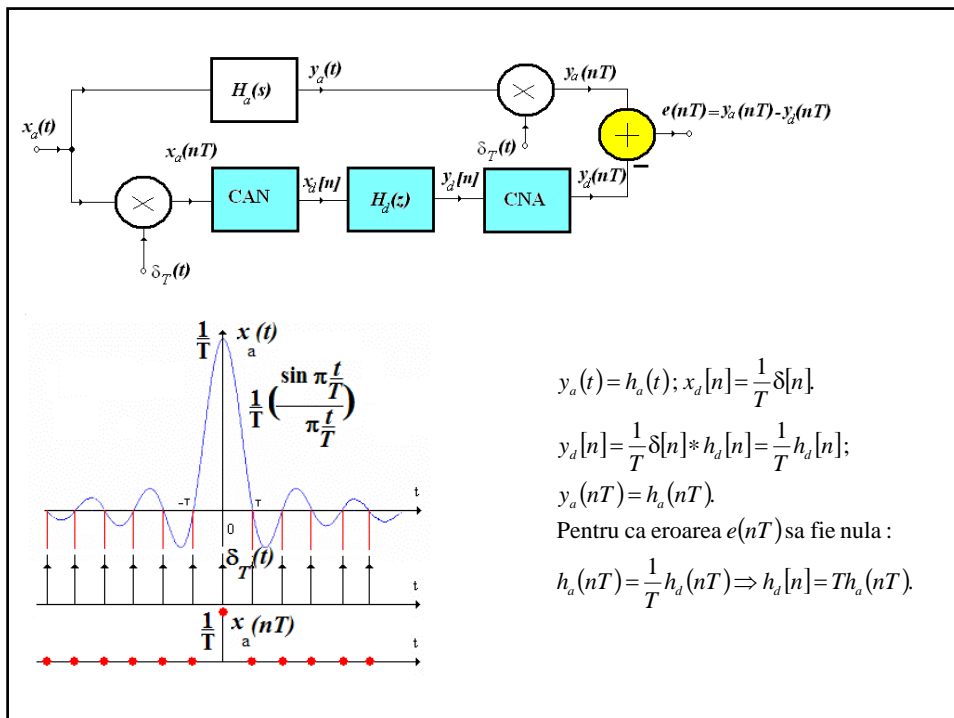 y_a(t)
y_a(nT)
H_a(s)
e(nT)=y_a(nT)-y_d(nT)
x_a(t)
δ_T(t)
x_a(nT)
x_d[n]
y_d[n]
y_d(nT)
CAN
H_d(z)
CNA
δ_T(t)
1/T x_a(t)
1/T (sin π t/T / π t/T)
-T
T
t
0
δ_T(t)
t
1/T x_a(nT)
t
y_a(t) = h_a(t); x_d[n] = 1/T δ[n].
y_d[n] = 1/T δ[n] * h_d[n] = 1/T h_d[n];
y_a(nT) = h_a(nT).
Pentru ca eroarea e(nT) sa fie nula :
h_a(nT) = 1/T h_d(nT) ⇒ h_d[n] = Th_a(nT).